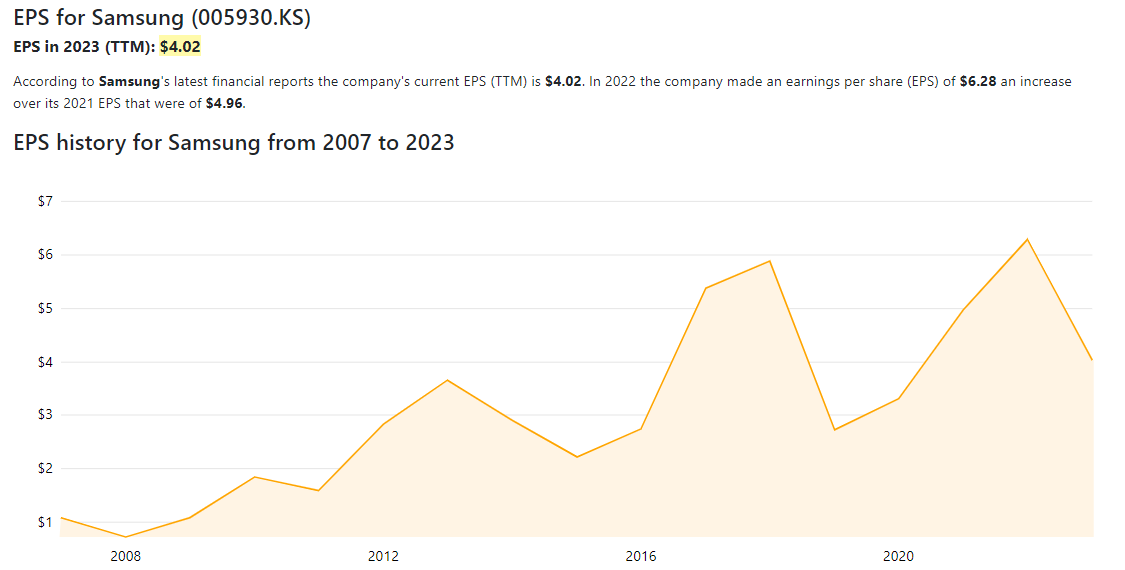 EPS for Samsung (005930.KS)
EPS in 2023 (TTM): $4.02
According to Samsung's latest financial reports the company's current EPS (TTM) is $4.02. In 2022 the company made an earnings per share (EPS) of $6.28 an increase
over its 2021 EPS that were of $4.96.
EPS history for Samsung from 2007 to 2023
$7
$6
$5
$4
$3
$2
$1
2008 2012 2016 2020